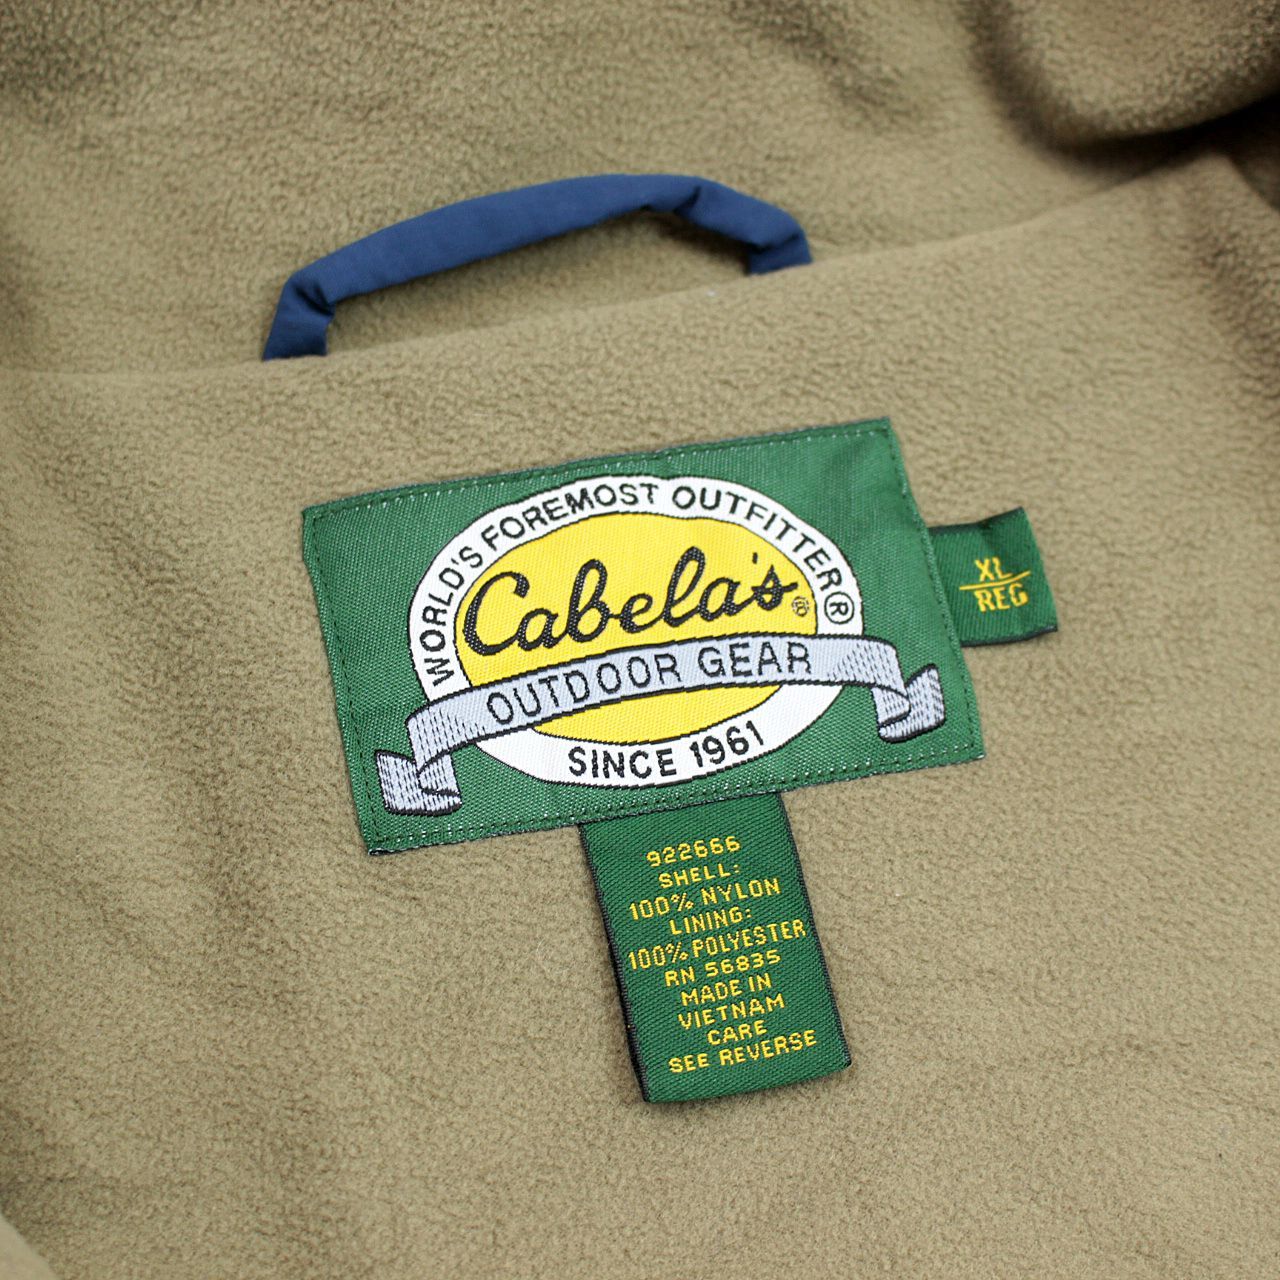 WORLD'S FOREMOST OUTFITTER®
Cabela's®
OUTDOOR GEAR
SINCE 1961
XL
REG
922666
SHELL:
100% NYLON
LINING:
100% POLYESTER
RN 56835
MADE IN
VIETNAM
CARE
SEE REVERSE